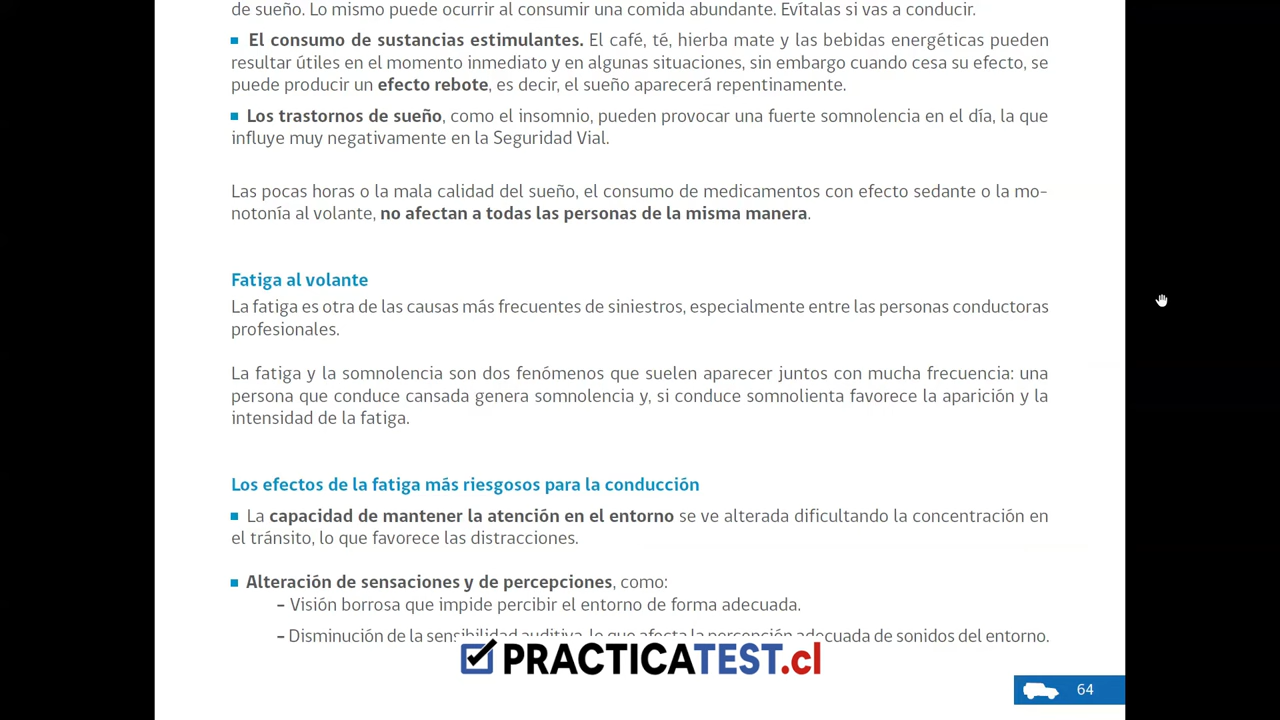 de sueño. Lo mismo puede ocurrir al consumir una comida abundante. Evítalas si vas a conducir.
El consumo de sustancias estimulantes. El café, té, hierba mate y las bebidas energéticas pueden
resultar útiles en el momento inmediato y en algunas situaciones, sin embargo cuando cesa su efecto, se
puede producir un efecto rebote, es decir, el sueño aparecerá repentinamente.
Los trastornos de sueño, como el insomnio, pueden provocar una fuerte somnolencia en el día, la que
influye muy negativamente en la Seguridad Vial.
Las pocas horas o la mala calidad del sueño, el consumo de medicamentos con efecto sedante o la mo-
notonía al volante, no afectan a todas las personas de la misma manera.
Fatiga al volante
La fatiga es otra de las causas más frecuentes de siniestros, especialmente entre las personas conductoras
profesionales.
La fatiga y la somnolencia son dos fenómenos que suelen aparecer juntos con mucha frecuencia: una
persona que conduce cansada genera somnolencia y, si conduce somnolienta favorece la aparición y la
intensidad de la fatiga.
Los efectos de la fatiga más riesgosos para la conducción
La capacidad de mantener la atención en el entorno se ve alterada dificultando la concentración en
el tránsito, lo que favorece las distracciones.
Alteración de sensaciones y de percepciones, como:
– Visión borrosa que impide percibir el entorno de forma adecuada.
– Disminución de la sensibilidad auditiva, lo que afecta la percepción adecuada de sonidos del entorno.
PRACTICATEST.cl
64